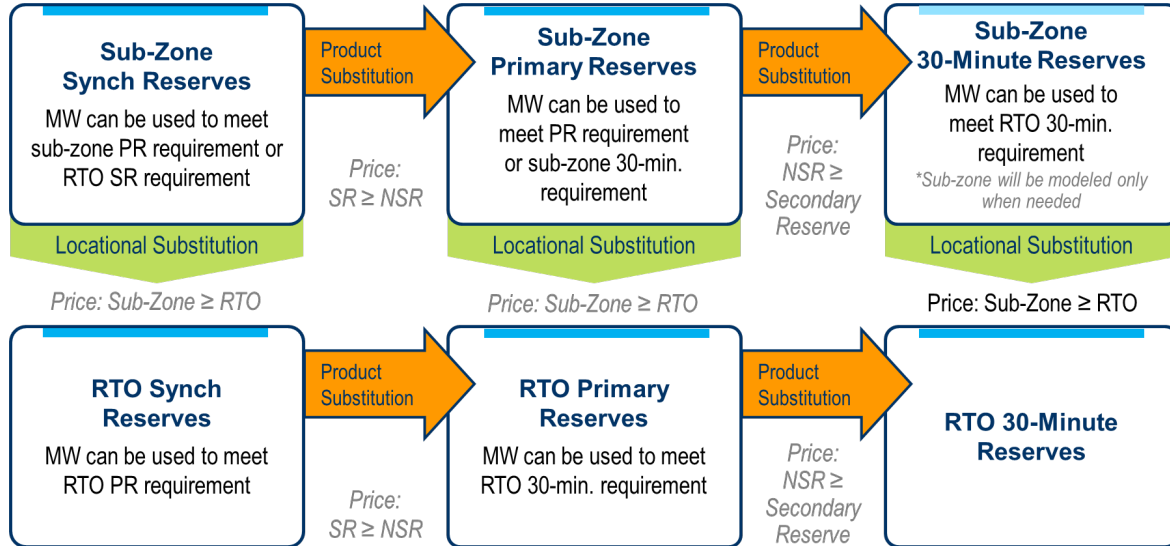 Sub-Zone
Synch Reserves
MW can be used to meet
sub-zone PR requirement or
RTO SR requirement
Product
Substitution
Price:
SR ≥ NSR
Sub-Zone
Primary Reserves
MW can be used to
meet PR requirement
or sub-zone 30-min.
requirement
Product
Substitution
Price:
NSR ≥
Secondary
Reserve
Sub-Zone
30-Minute Reserves
MW can be used to
meet RTO 30-min.
requirement
*Sub-zone will be modeled only
when needed
Locational Substitution
Locational Substitution
Locational Substitution
Price: Sub-Zone ≥ RTO
Price: Sub-Zone ≥ RTO
Price: Sub-Zone ≥ RTO
RTO Synch
Reserves
MW can be used to meet
RTO PR requirement
Product
Substitution
Price:
SR ≥ NSR
RTO Primary
Reserves
MW can be used to meet
RTO 30-min. requirement
Product
Substitution
Price:
NSR ≥
Secondary
Reserve
RTO 30-Minute
Reserves